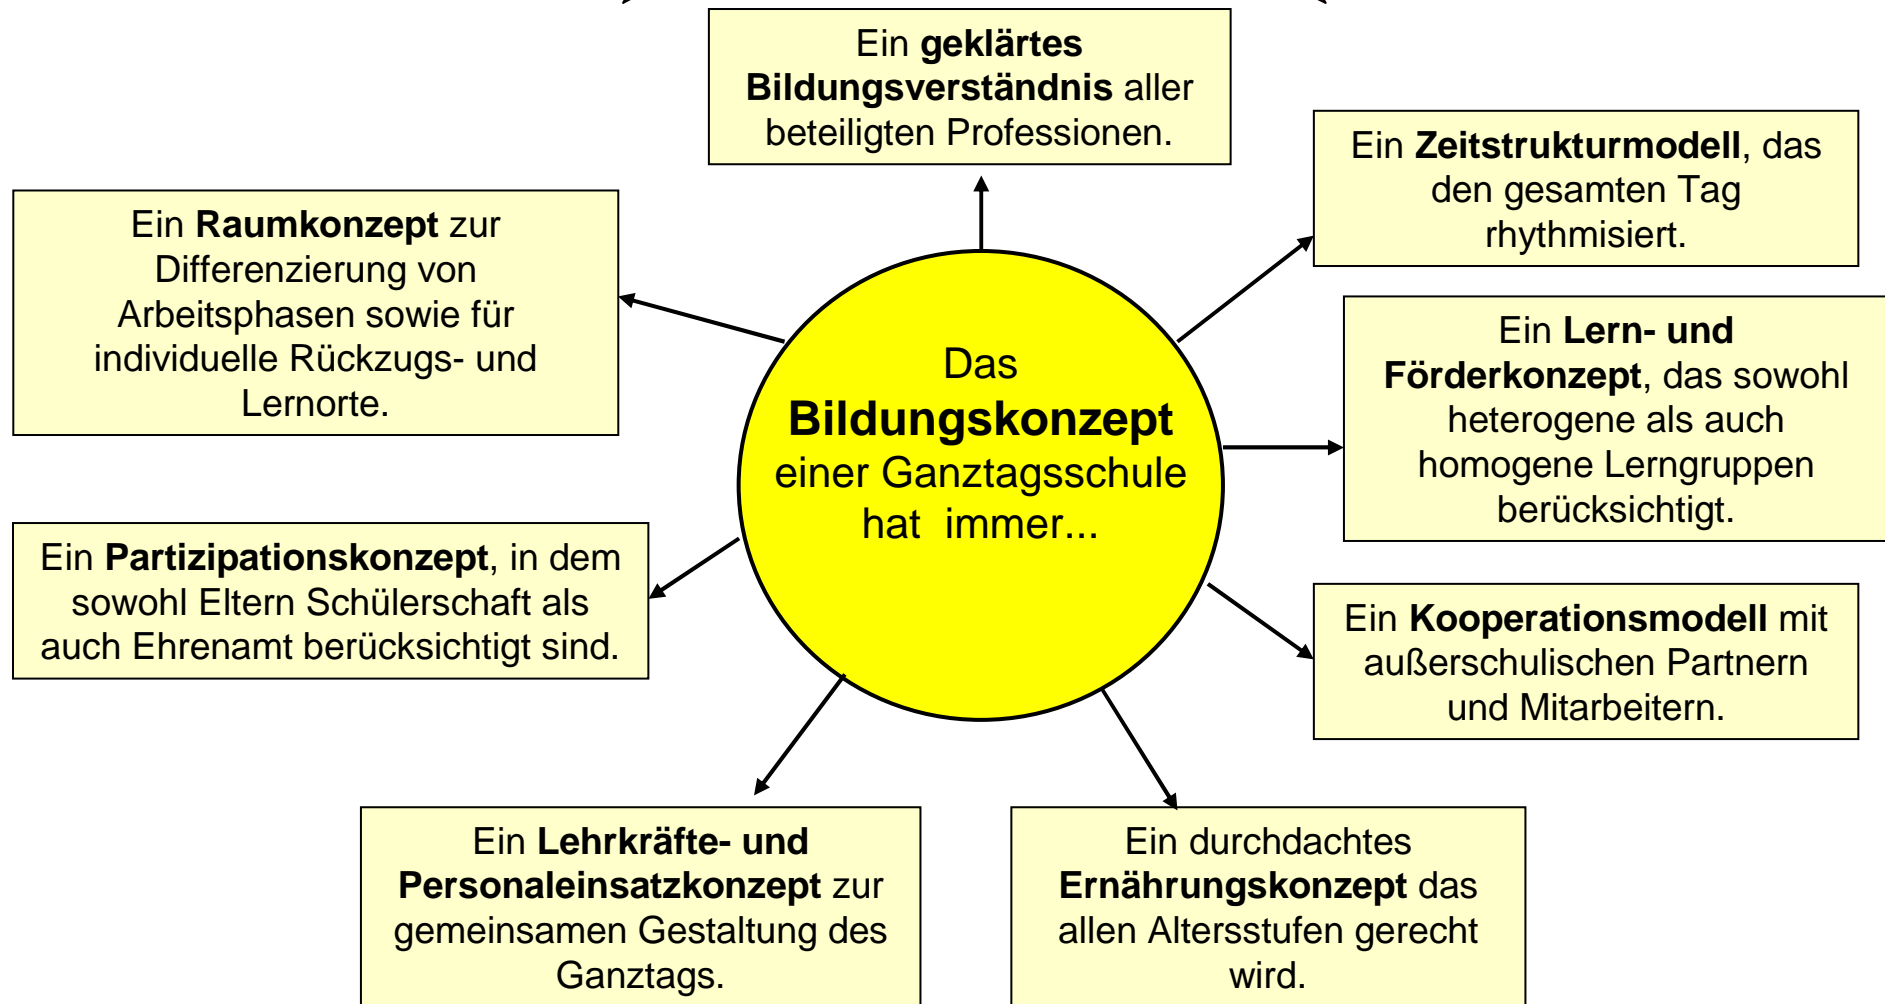 Ein geklärtes
Bildungsverständnis aller
beteiligten Professionen.
Ein Zeitstrukturmodell, das
den gesamten Tag
rhythmisiert.
Ein Raumkonzept zur
Differenzierung von
Arbeitsphasen sowie für
individuelle Rückzugs- und
Lernorte.
Das
Bildungskonzept
einer Ganztagsschule
hat immer...
Ein Lern- und
Förderkonzept, das sowohl
heterogene als auch
homogene Lerngruppen
berücksichtigt.
Ein Partizipationskonzept, in dem
sowohl Eltern Schülerschaft als
auch Ehrenamt berücksichtigt sind.
Ein Kooperationsmodell mit
außerschulischen Partnern
und Mitarbeitern.
Ein Lehrkräfte- und
Personaleinsatzkonzept zur
gemeinsamen Gestaltung des
Ganztags.
Ein durchdachtes
Ernährungskonzept das
allen Altersstufen gerecht
wird.